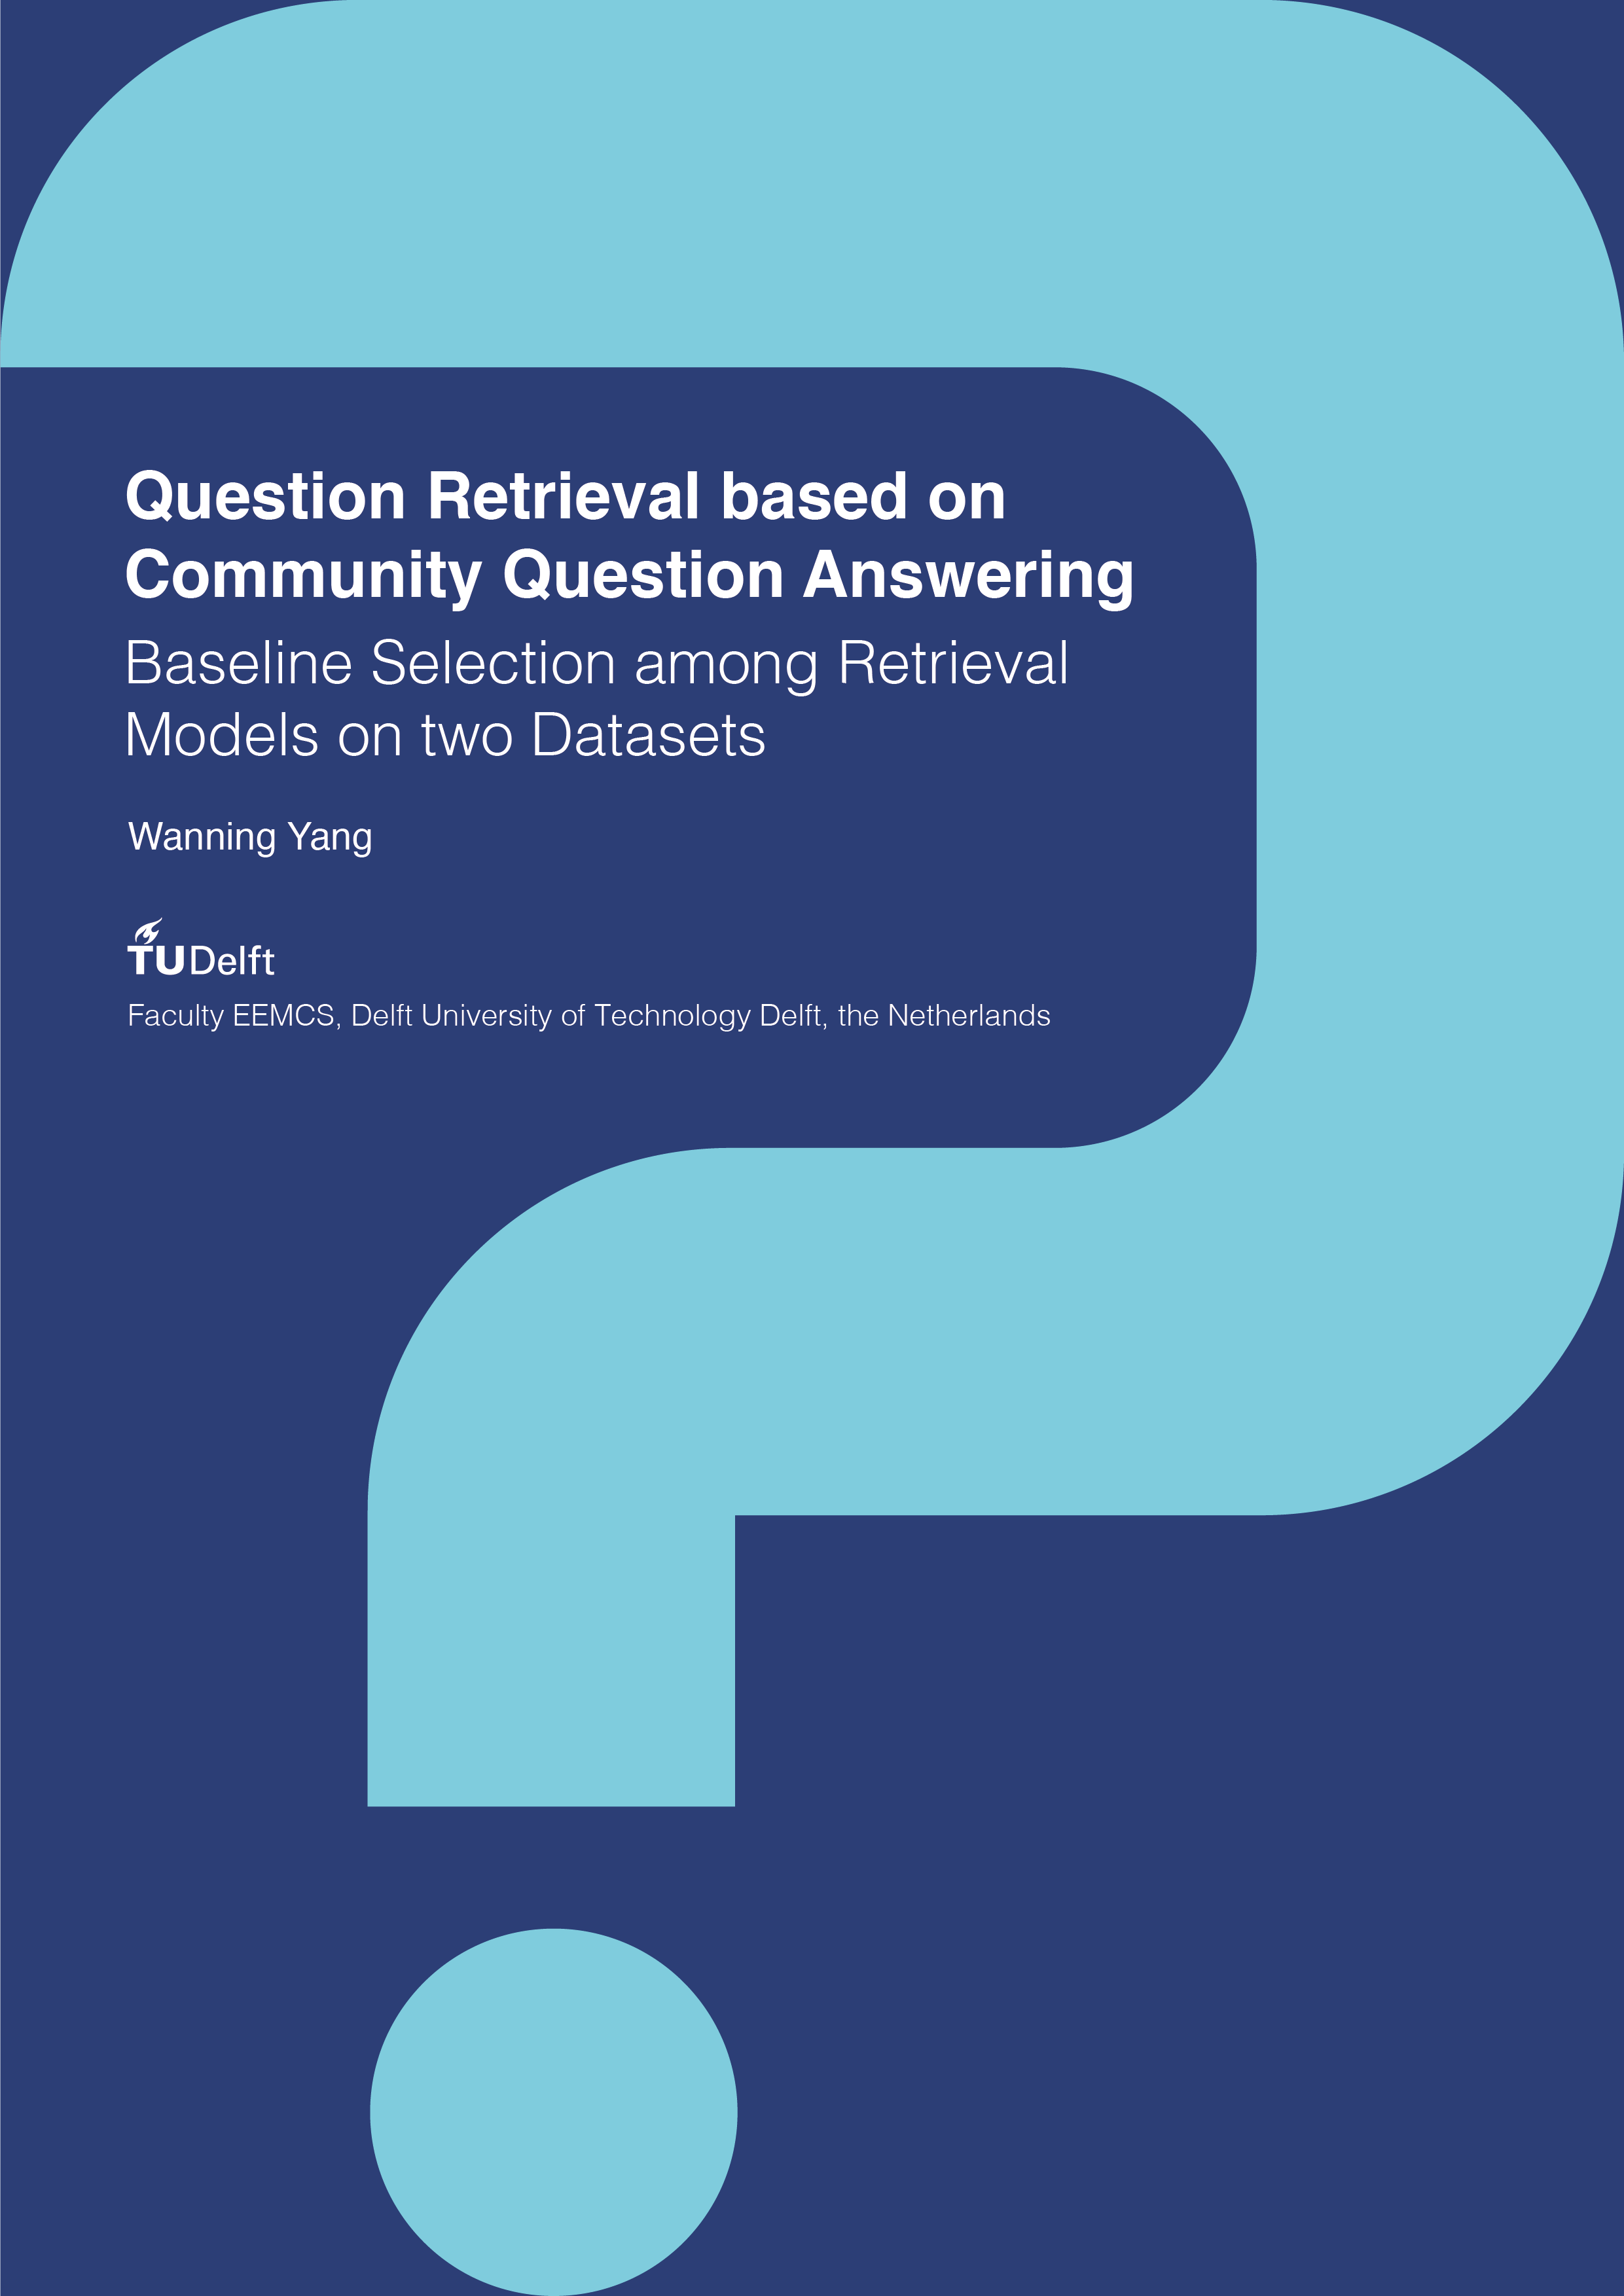 Question Retrieval based on
Community Question Answering
Baseline Selection among Retrieval
Models on two Datasets
Wanning Yang
TUDelft
Faculty EEMCS, Delft University of Technology Delft, the Netherlands